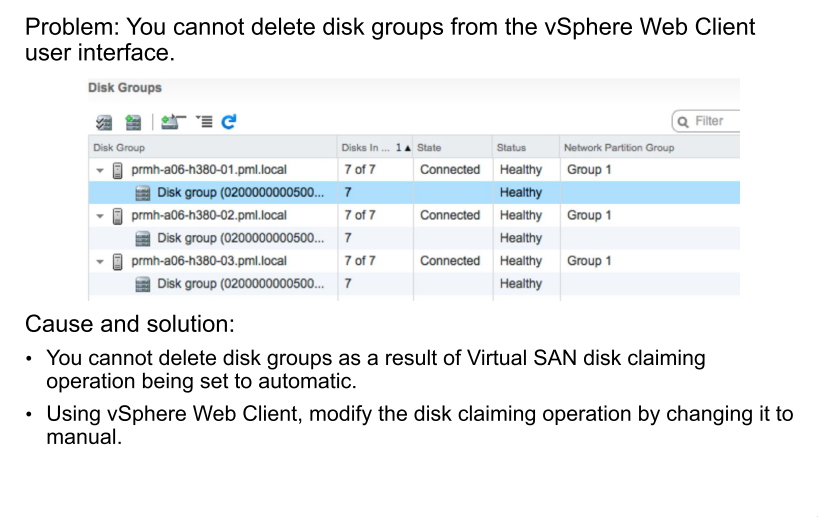 Problem: You cannot delete disk groups from the vSphere Web Client
user interface.
Disk Groups
Filter
Disk Group Disks In ... 1▲ State Status Network Partition Group
prmh-a06-h380-01.pml.local 7 of 7 Connected Healthy Group 1
Disk group (0200000000500... 7 Healthy
prmh-a06-h380-02.pml.local 7 of 7 Connected Healthy Group 1
Disk group (0200000000500... 7 Healthy
prmh-a06-h380-03.pml.local 7 of 7 Connected Healthy Group 1
Disk group (0200000000500... 7 Healthy
Cause and solution:
• You cannot delete disk groups as a result of Virtual SAN disk claiming
operation being set to automatic.
• Using vSphere Web Client, modify the disk claiming operation by changing it to
manual.